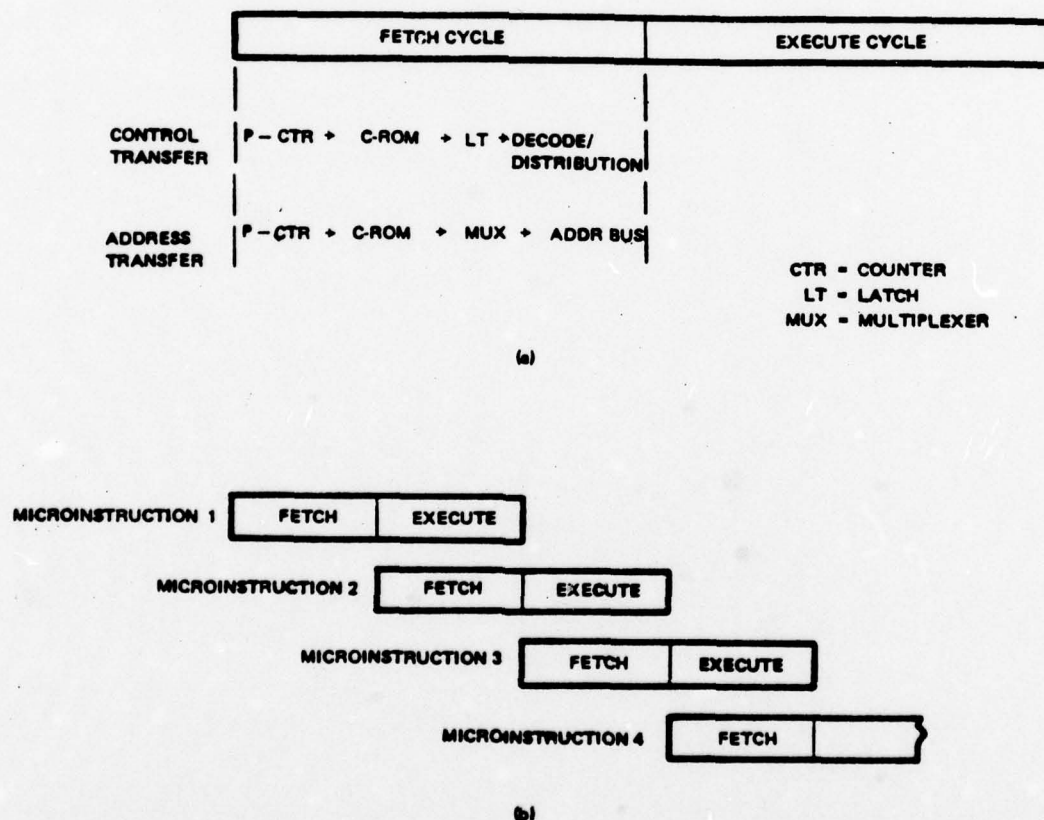 FETCH CYCLE EXECUTE CYCLE
CONTROL TRANSFER P – CTR → C-ROM → LT → DECODE/ DISTRIBUTION
ADDRESS TRANSFER P – CTR → C-ROM → MUX → ADDR BUS
CTR = COUNTER
LT = LATCH
MUX = MULTIPLEXER
(a)
MICROINSTRUCTION 1 FETCH EXECUTE
MICROINSTRUCTION 2 FETCH EXECUTE
MICROINSTRUCTION 3 FETCH EXECUTE
MICROINSTRUCTION 4 FETCH
(b)